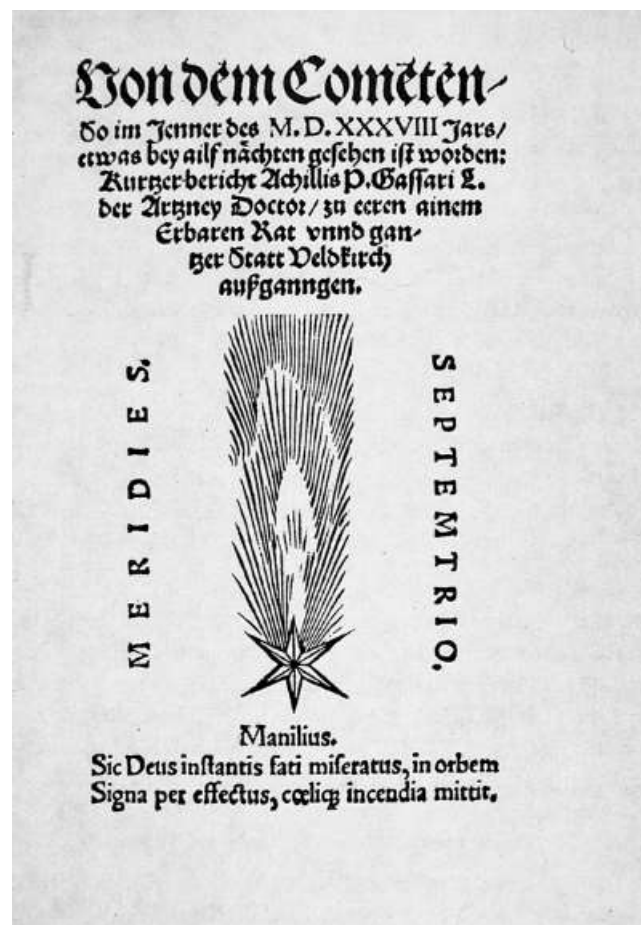 Von dem Cometen/
So im Jenner des M.D.XXXVIII Jars/
etwas bey ailf nächten gesehen ist worden:
Kurtzer bericht Achillis P. Gassari L.
der Artzney Doctor/ zu eeren ainem
Erbaren Rat vnnd gan-
tzer Statt Veldkirch
außganngen.
MERIDIES.
SEPTEMTRIO.
Manilius.
Sic Deus instantis fati miseratus, in orbem
Signa per effectus, cœliq; incendia mittit.